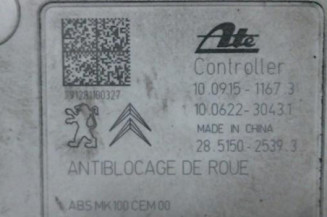 Ate
Controller
10.0915-1167.3
10.0622-3043.1
MADE IN CHINA
28.5150-2539.3
ANTIBLOCAGE DE ROUE
ABS MK100 CEM 00